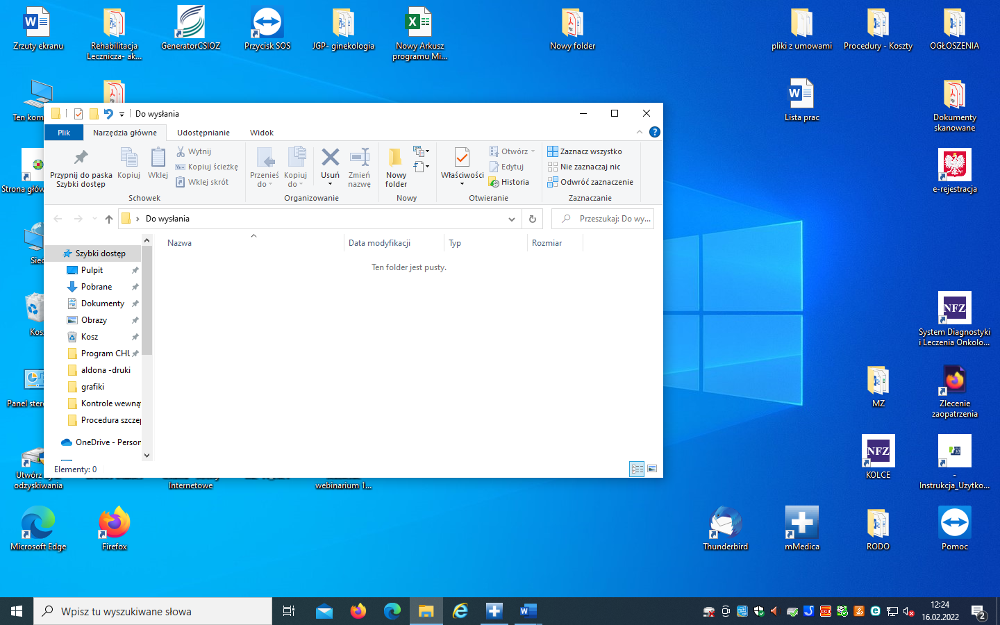 Zrzuty ekranu
Rehabilitacja
Lecznicza- ak...
GeneratorCSIOZ
Przycisk SOS
JGP- ginekologia
Nowy Arkusz
programu Mi...
Nowy folder
pliki z umowami
Procedury - Koszty
OGŁOSZENIA
Ten kom
Lista prac
Dokumenty
skanowane
Do wysłania
Plik
Narzędzia główne
Udostępnianie
Widok
Przypnij do paska
Szybki dostęp
Kopiuj
Wklej
Wytnij
Kopiuj ścieżkę
Wklej skrót
Schowek
Przenieś
do
Kopiuj
do
Usuń
Zmień
nazwę
Organizowanie
Nowy
folder
Nowy
Właściwości
Otwórz
Edytuj
Historia
Otwieranie
Zaznacz wszystko
Nie zaznaczaj nic
Odwróć zaznaczenie
Zaznaczanie
Strona głów
e-rejestracja
Do wysłania
Przeszukaj: Do wy...
Nazwa
Data modyfikacji
Typ
Rozmiar
Ten folder jest pusty.
Szybki dostęp
Pulpit
Pobrane
Dokumenty
Obrazy
Kosz
Program CHU
aldona -druki
grafiki
Kontrole wewną
Procedura szczep
OneDrive - Person
Elementy: 0
Sieć
Kosz
Panel ster
Utwórz
odzyskiwania
Internetowe
webinarium 1...
NFZ
System Diagnostyki
i Leczenia Onkolo...
MZ
Zlecenie
zaopatrzenia
NFZ
KOLCE
-
Instrukcja_Uzytko...
Microsoft Edge
Firefox
Thunderbird
mMedica
RODO
Pomoc
Wpisz tu wyszukiwane słowa
12:24
16.02.2022
2